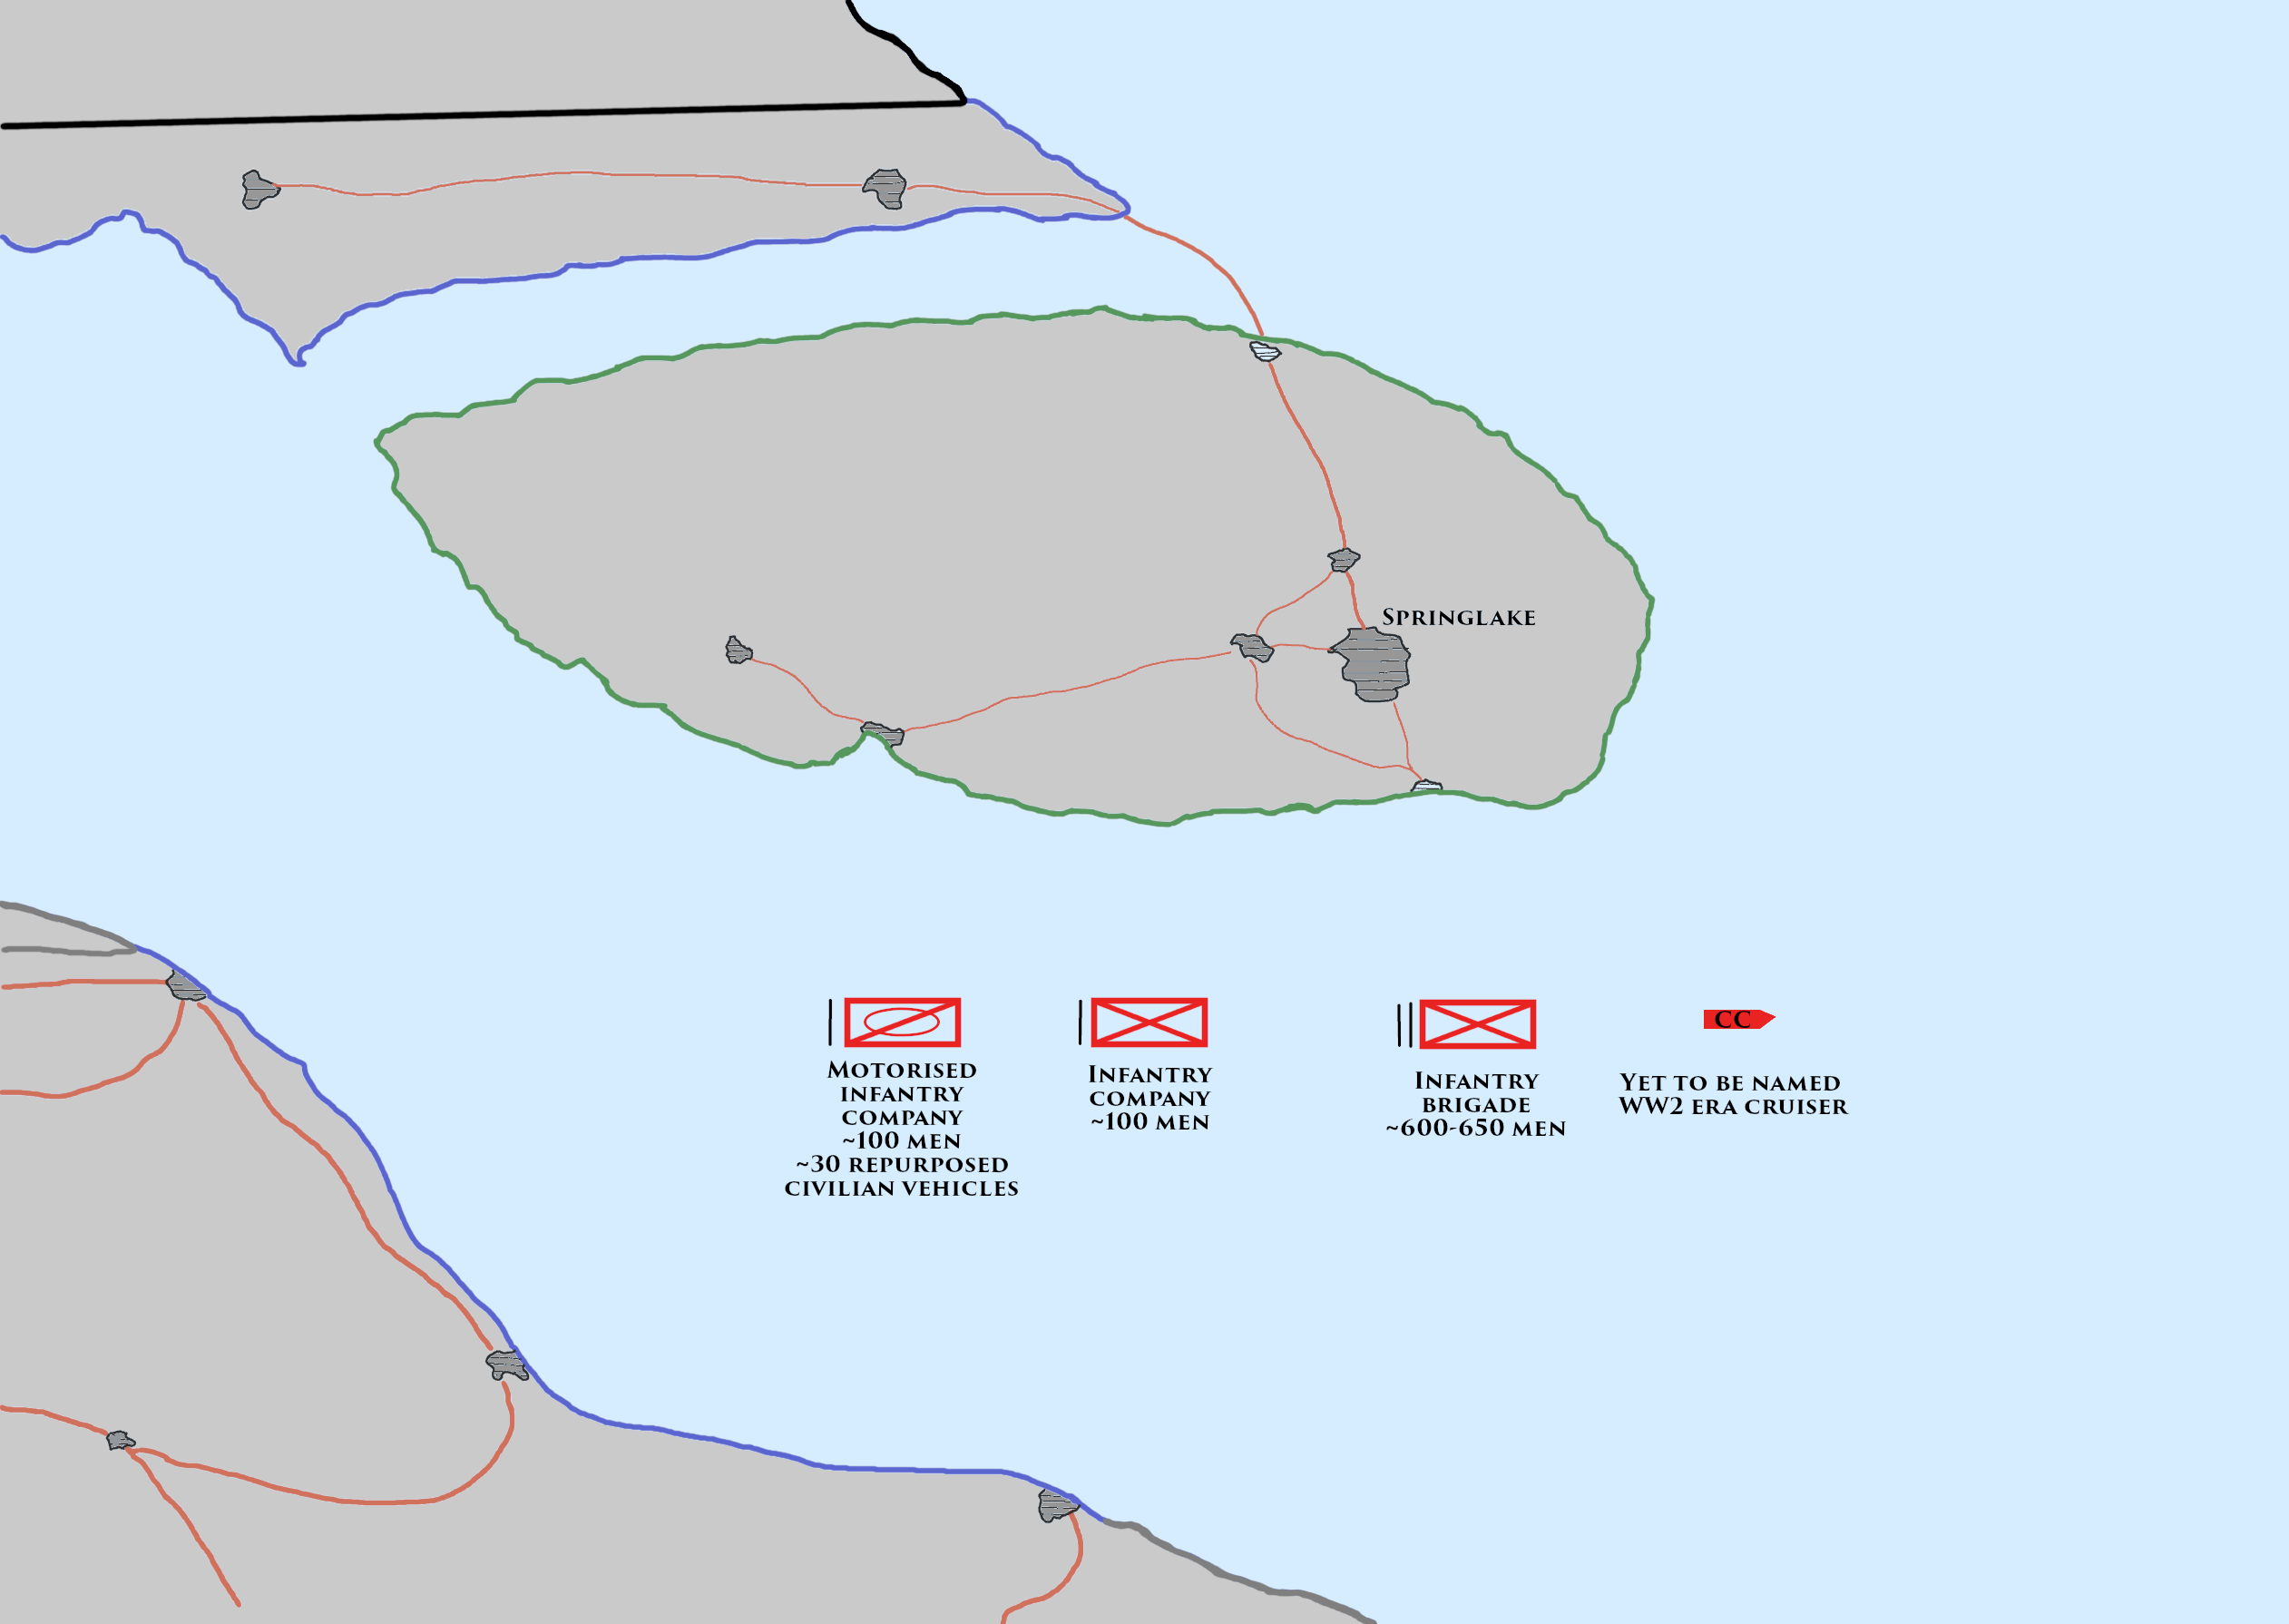 Springlake
Motorised
infantry
company
~100 men
~30 repurposed
civilian vehicles
Infantry
company
~100 men
Infantry
brigade
~600-650 men
CC
Yet to be named
WW2 era cruiser